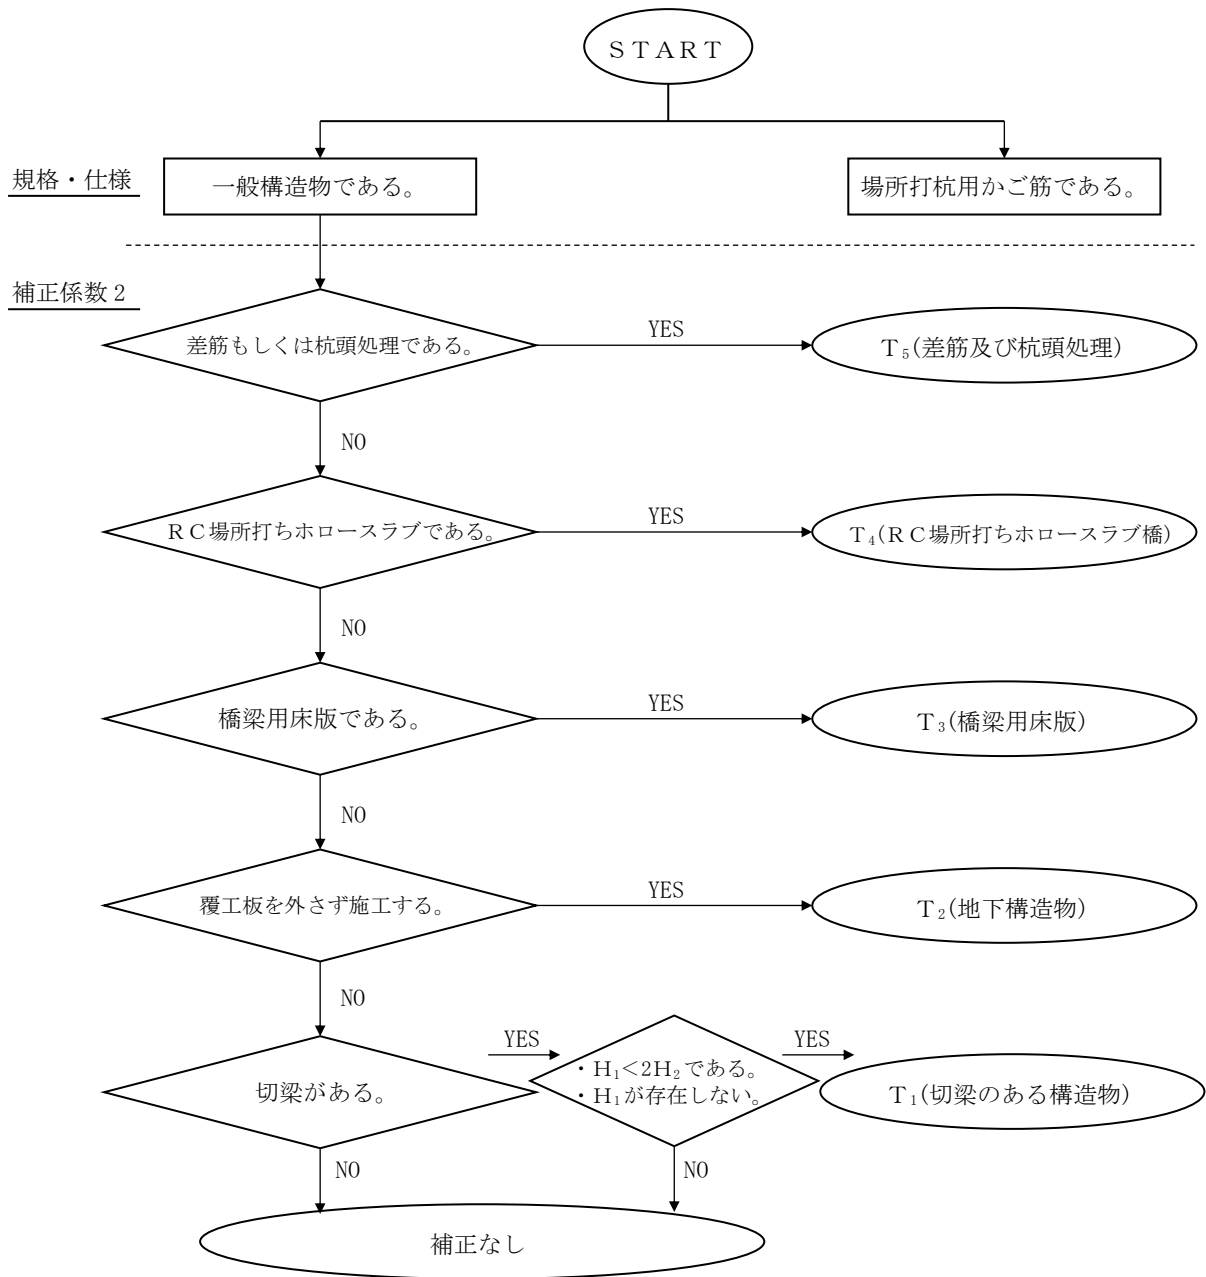 ＳＴＡＲＴ
規格・仕様
一般構造物である。
場所打杭用かご筋である。
補正係数２
差筋もしくは杭頭処理である。
YES
Ｔ₅(差筋及び杭頭処理)
NO
ＲＣ場所打ちホロースラブである。
YES
Ｔ₄(ＲＣ場所打ちホロースラブ橋)
NO
橋梁用床版である。
YES
Ｔ₃(橋梁用床版)
NO
覆工板を外さず施工する。
YES
Ｔ₂(地下構造物)
NO
切梁がある。
YES
・Ｈ₁<2Ｈ₂である。
・Ｈ₁が存在しない。
YES
Ｔ₁(切梁のある構造物)
NO
NO
補正なし